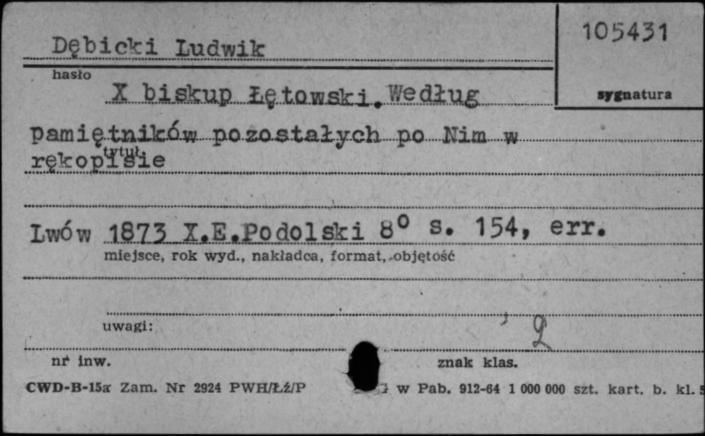 Dębicki Ludwik
105431
hasło
sygnatura
X biskup Łętowski. Według
pamiętników pozostałych po Nim w
rękopisie
tytuł
Lwów 1873 X.E.Podolski 8° s. 154, err.
miejsce, rok wyd., nakładca, format, objętość
uwagi:
2
nr inw.
znak klas.
CWD-B-15a Zam. Nr 2924 PWH/Łź/P
w Pab. 912-64 1 000 000 szt. kart. b. kl.